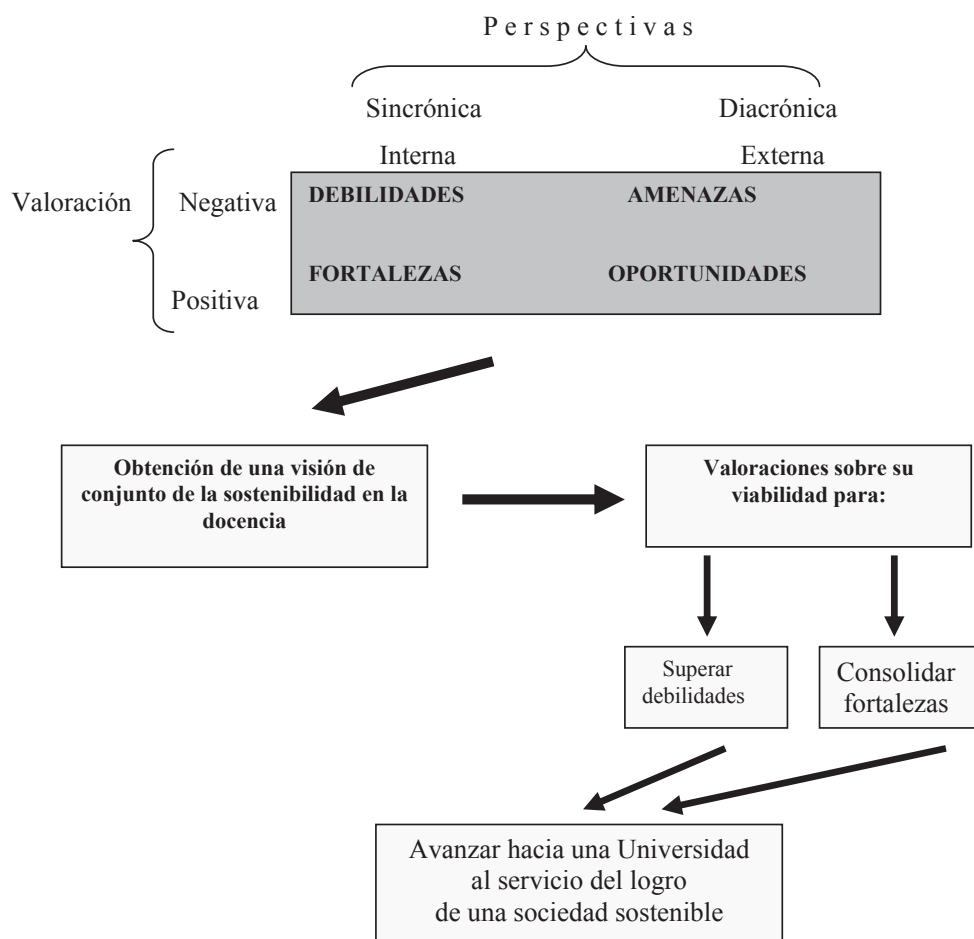 Perspectivas
Sincrónica Diacrónica
Interna Externa
Valoración Negativa DEBILIDADES AMENAZAS
FORTALEZAS OPORTUNIDADES
Positiva
Obtención de una visión de
conjunto de la sostenibilidad en la
docencia
Valoraciones sobre su
viabilidad para:
Superar
debilidades
Consolidar
fortalezas
Avanzar hacia una Universidad
al servicio del logro
de una sociedad sostenible